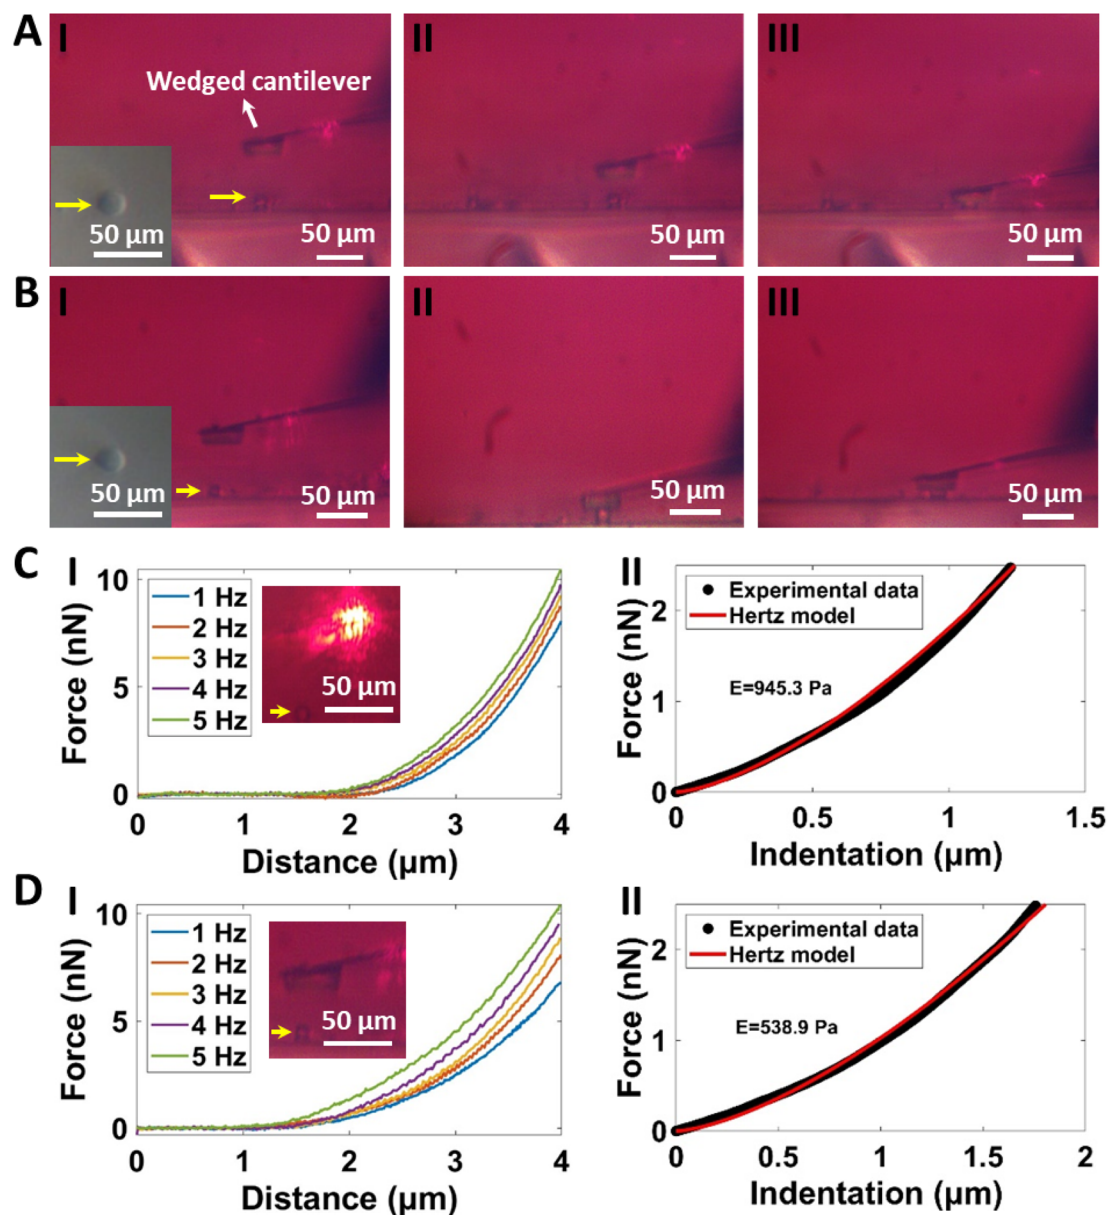 A
I
II
III
Wedged cantilever
50 µm
50 µm
50 µm
50 µm
B
I
II
III
50 µm
50 µm
50 µm
50 µm
C
I
10
5
0
Force (nN)
1 Hz
2 Hz
3 Hz
4 Hz
5 Hz
50 µm
0
1
2
3
4
Distance (µm)
II
2
1
0
Force (nN)
Experimental data
Hertz model
E=945.3 Pa
0
0.5
1
1.5
Indentation (µm)
D
I
10
5
0
Force (nN)
1 Hz
2 Hz
3 Hz
4 Hz
5 Hz
50 µm
0
1
2
3
4
Distance (µm)
II
2
1
0
Force (nN)
Experimental data
Hertz model
E=538.9 Pa
0
0.5
1
1.5
2
Indentation (µm)